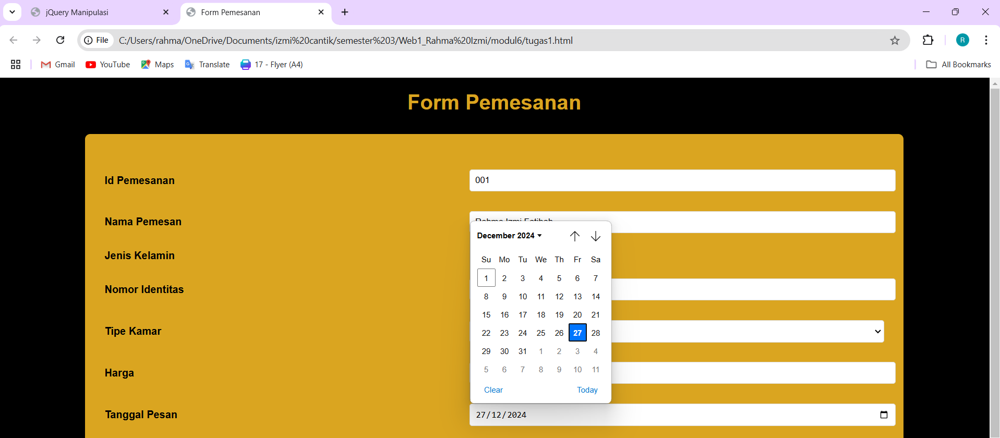 jQuery Manipulasi
Form Pemesanan
File
C:/Users/rahma/OneDrive/Documents/izmi%20cantik/semester%203/Web1_Rahma%20Izmi/modul6/tugas1.html
R
Gmail
YouTube
Maps
Translate
17 - Flyer (A4)
All Bookmarks
Form Pemesanan
Id Pemesanan
001
Nama Pemesan
Rahma Izmi
December 2024
Su Mo Tu We Th Fr Sa
1 2 3 4 5 6 7
8 9 10 11 12 13 14
15 16 17 18 19 20 21
22 23 24 25 26 27 28
29 30 31 1 2 3 4
5 6 7 8 9 10 11
Clear Today
Jenis Kelamin
Nomor Identitas
Tipe Kamar
Harga
Tanggal Pesan
27/12/2024